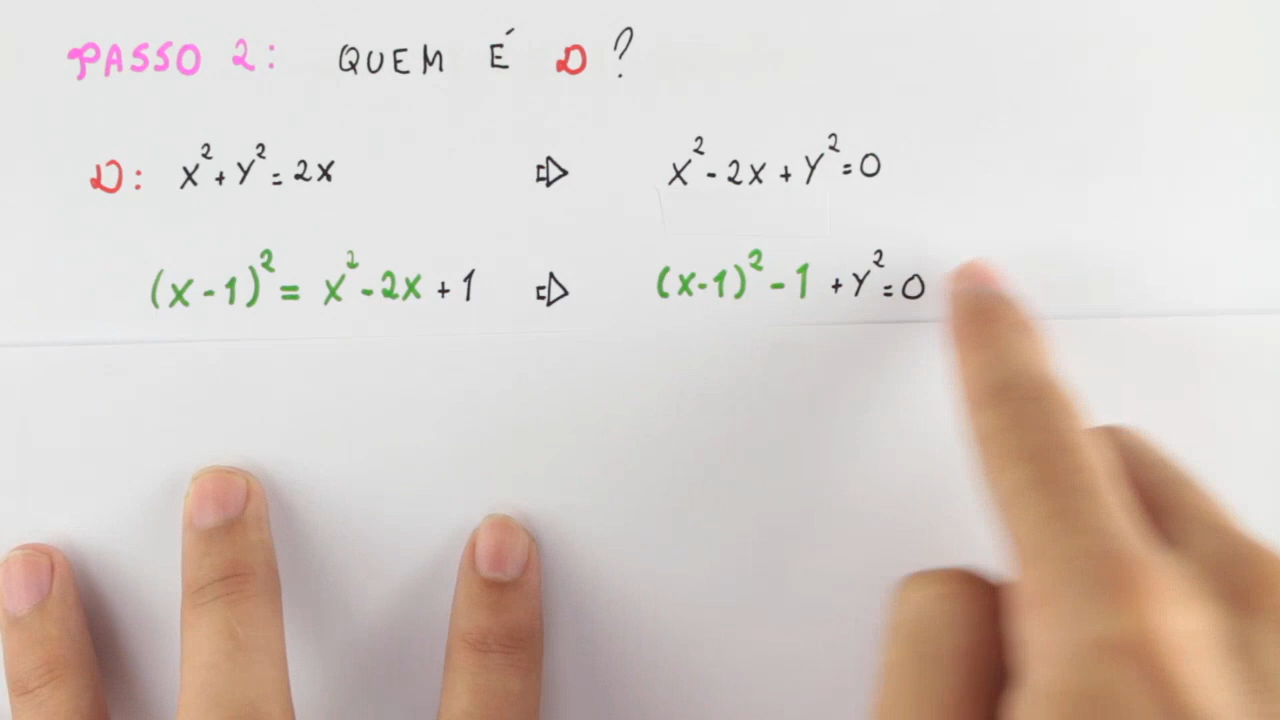 PASSO 2: QUEM É D?
D: x² + y² = 2x ⇨ x² - 2x + y² = 0
(x - 1)² = x² - 2x + 1 ⇨ (x - 1)² - 1 + y² = 0